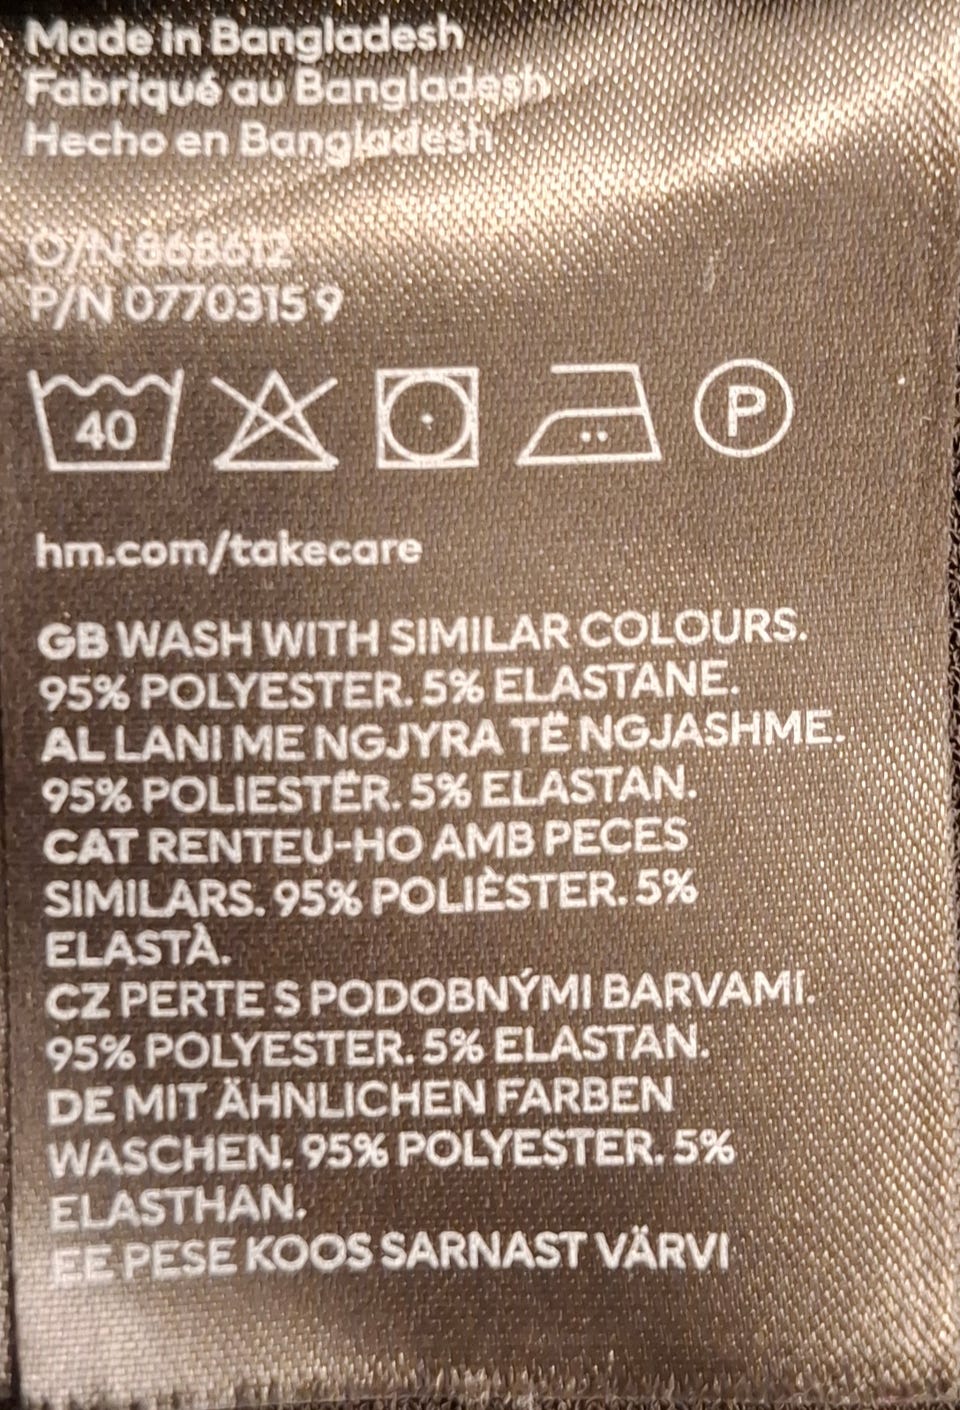 Made in Bangladesh
Fabriqué au Bangladesh
Hecho en Bangladesh
O/N 868612
P/N 0770315 9
40 P
hm.com/takecare
GB WASH WITH SIMILAR COLOURS.
95% POLYESTER. 5% ELASTANE.
AL LANI ME NGJYRA TË NGJASHME.
95% POLIESTËR. 5% ELASTAN.
CAT RENTEU-HO AMB PECES
SIMILARS. 95% POLIÈSTER. 5%
ELASTÀ.
CZ PERTE S PODOBNÝMI BARVAMI.
95% POLYESTER. 5% ELASTAN.
DE MIT ÄHNLICHEN FARBEN
WASCHEN. 95% POLYESTER. 5%
ELASTHAN.
EE PESE KOOS SARNAST VÄRVI